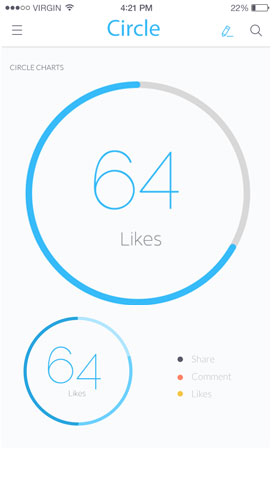 VIRGIN 4:21 PM 22%
Circle
CIRCLE CHARTS
64
Likes
64
Likes
Share
Comment
Likes